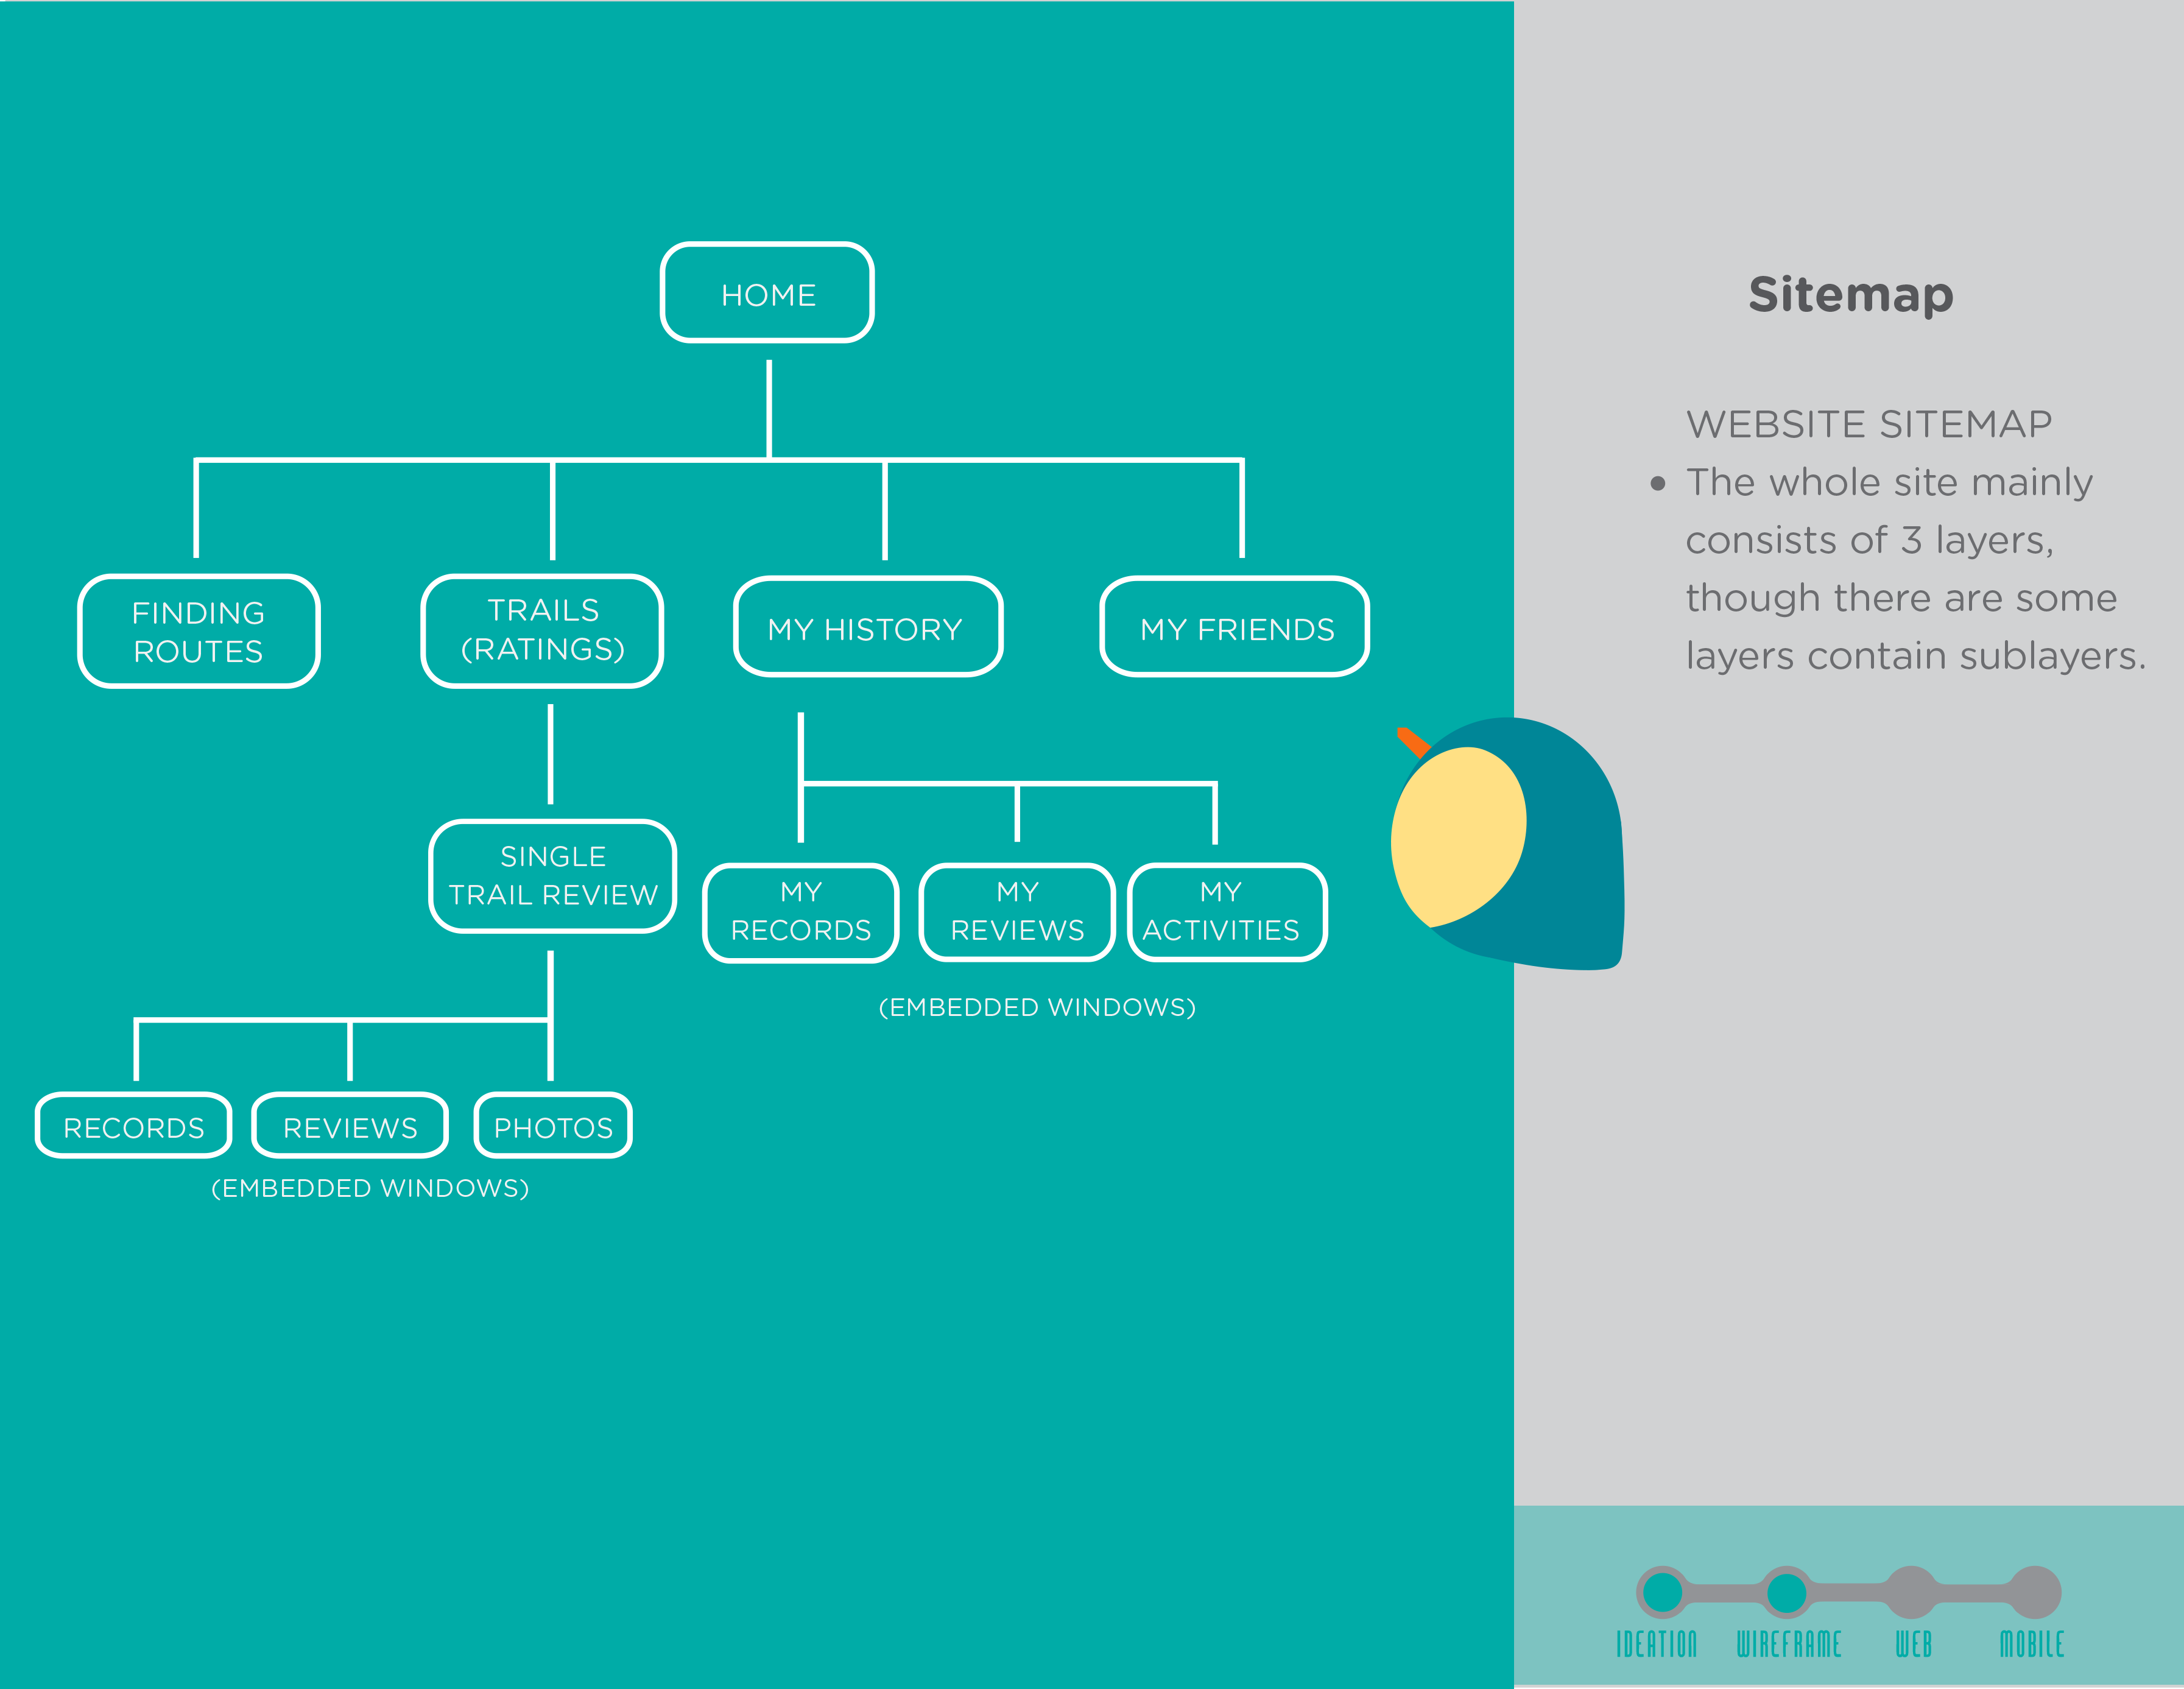 HOME
FINDING
ROUTES
TRAILS
(RATINGS)
MY HISTORY
MY FRIENDS
SINGLE
TRAIL REVIEW
MY
RECORDS
MY
REVIEWS
MY
ACTIVITIES
(EMBEDDED WINDOWS)
RECORDS
REVIEWS
PHOTOS
(EMBEDDED WINDOWS)
Sitemap
WEBSITE SITEMAP
• The whole site mainly
consists of 3 layers,
though there are some
layers contain sublayers.
IDEATION
WIREFRAME
WEB
MOBILE